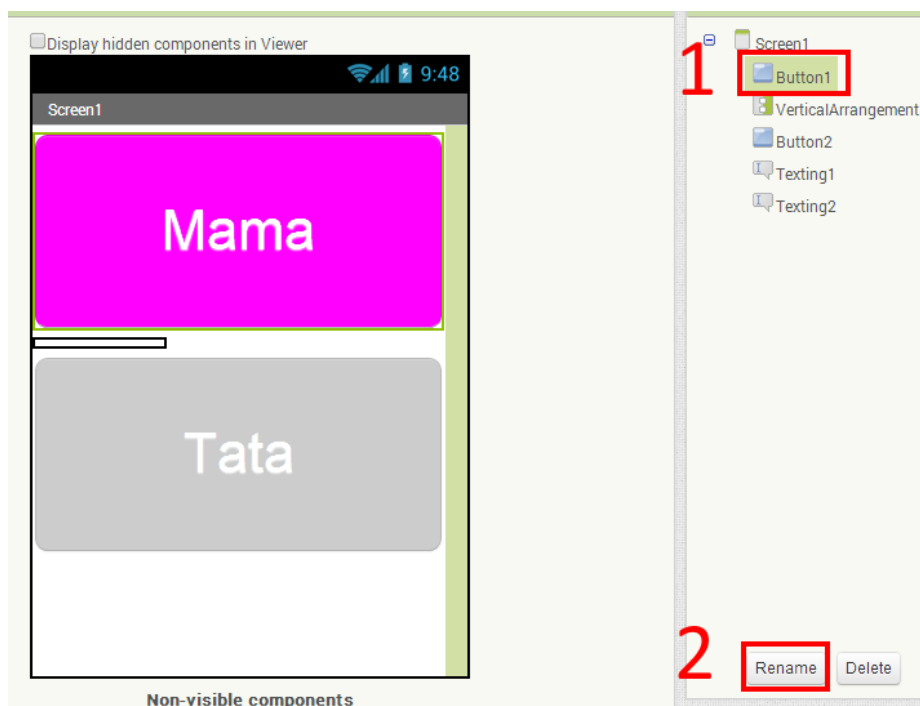 Display hidden components in Viewer
9:48
Screen1
Mama
Tata
Non-visible components
1
Screen1
Button1
VerticalArrangement
Button2
Texting1
Texting2
2
Rename
Delete